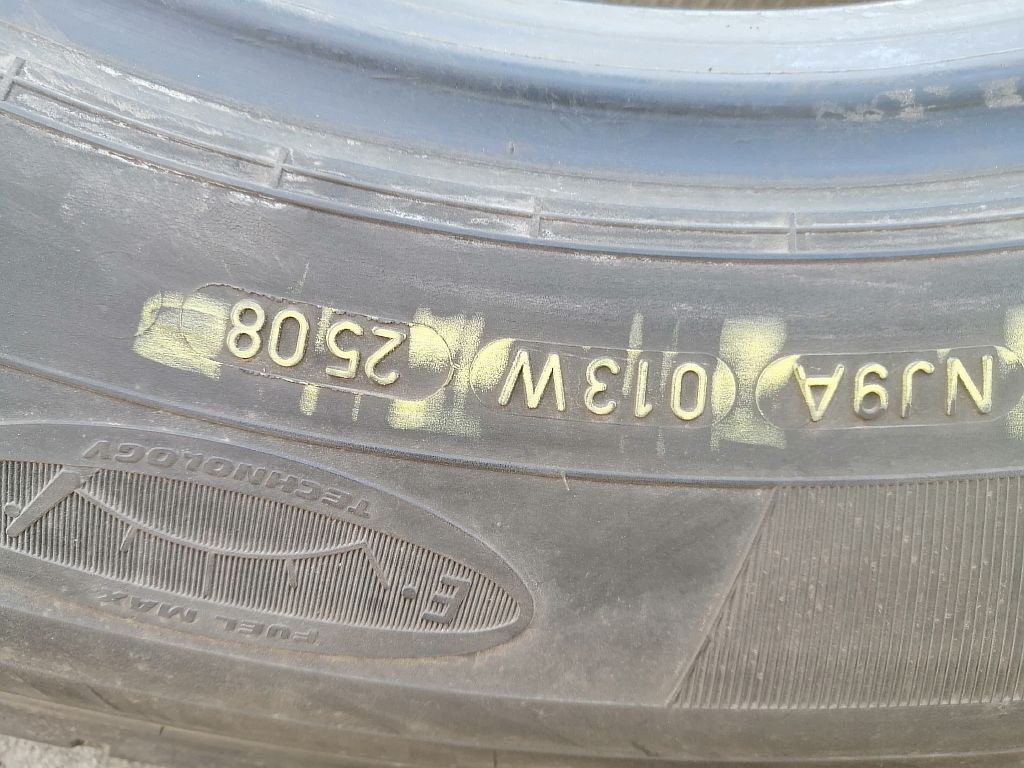 NJ9A 013W 2508
FUEL MAX
E
TECHNOLOGY